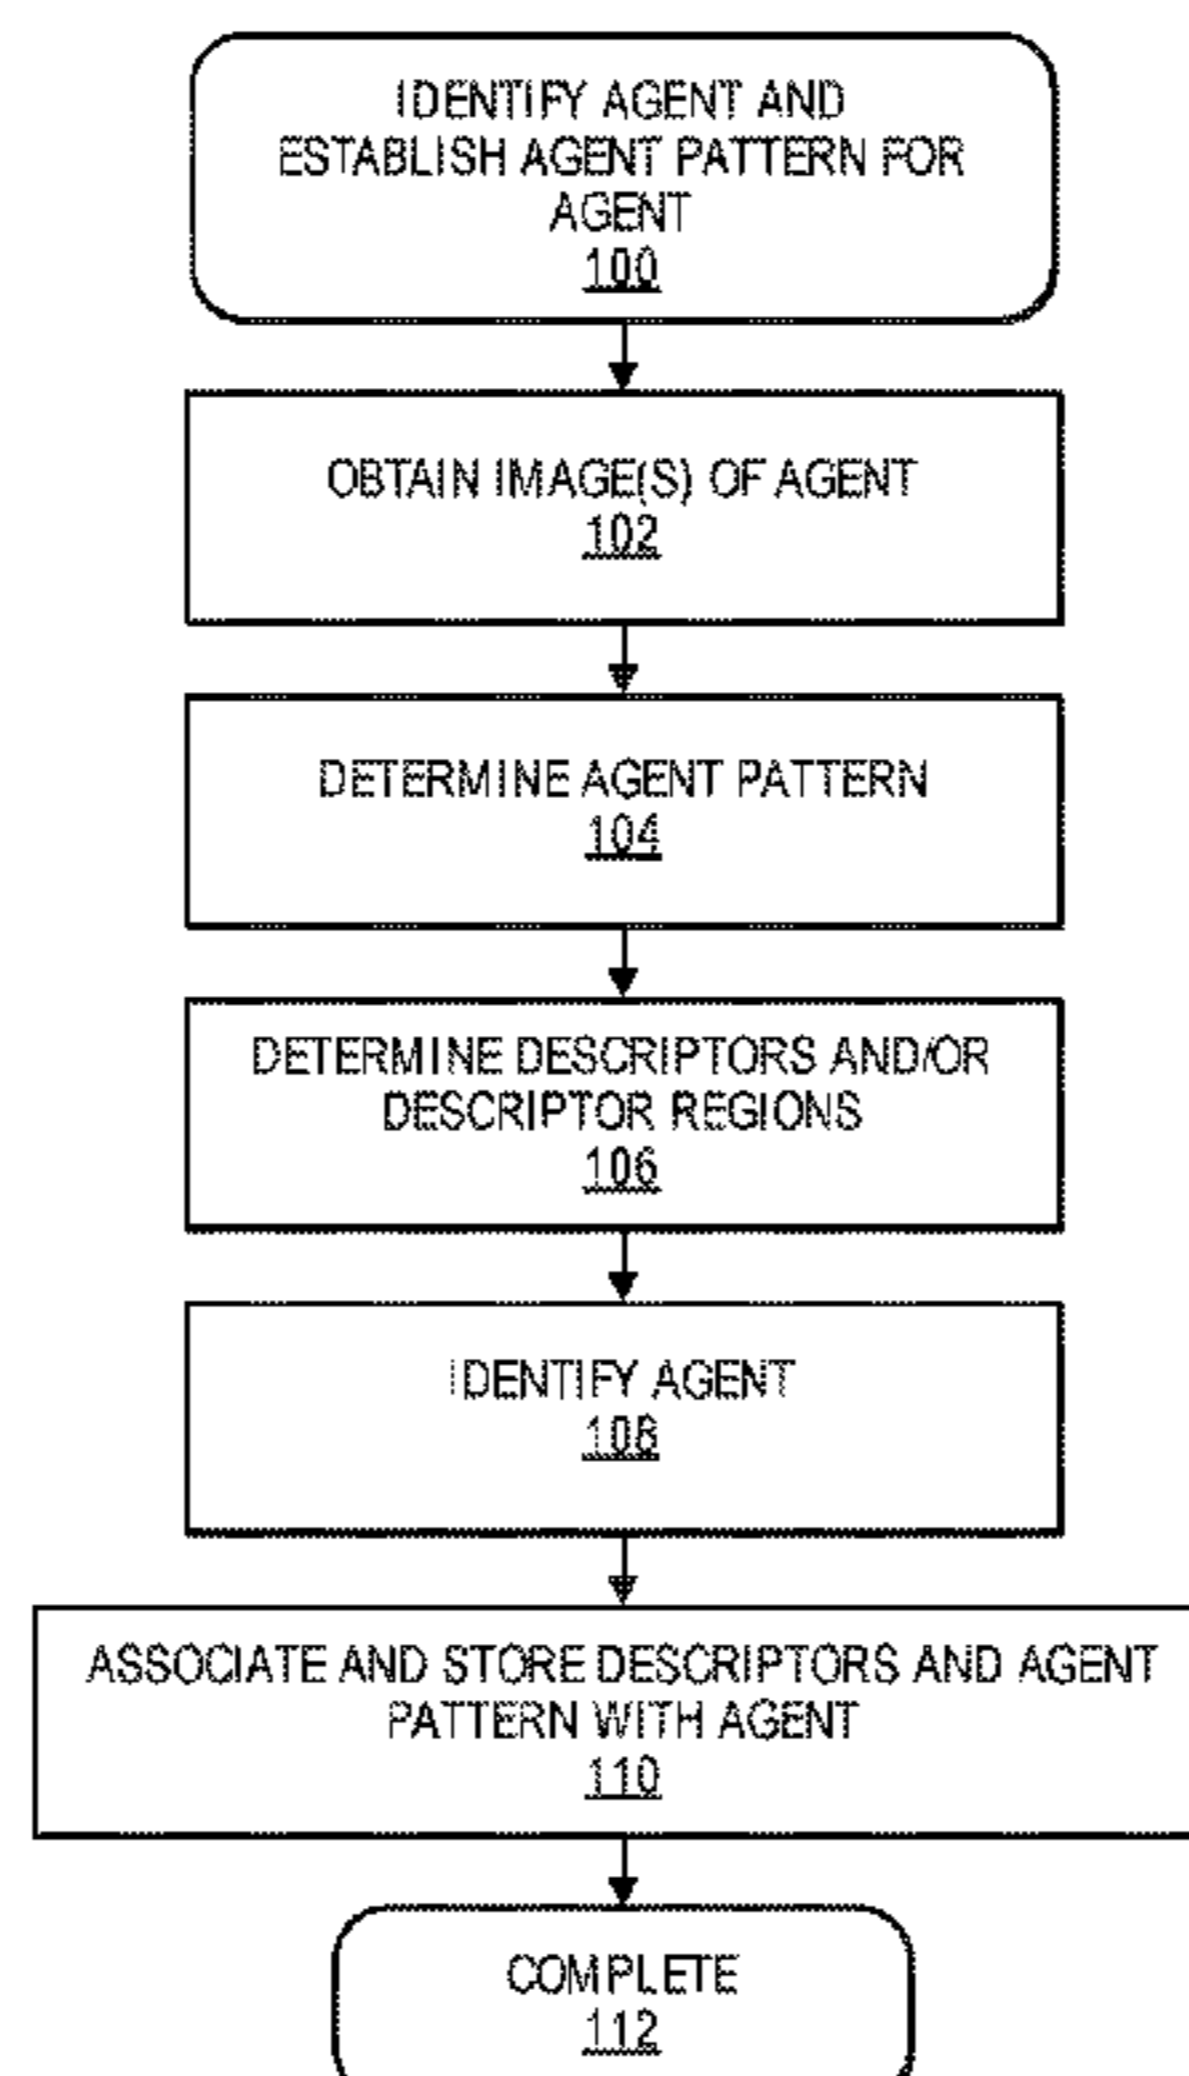 IDENTIFY AGENT AND
ESTABLISH AGENT PATTERN FOR
AGENT
100
OBTAIN IMAGE(S) OF AGENT
102
DETERMINE AGENT PATTERN
104
DETERMINE DESCRIPTORS AND/OR
DESCRIPTOR REGIONS
106
IDENTIFY AGENT
108
ASSOCIATE AND STORE DESCRIPTORS AND AGENT
PATTERN WITH AGENT
110
COMPLETE
112